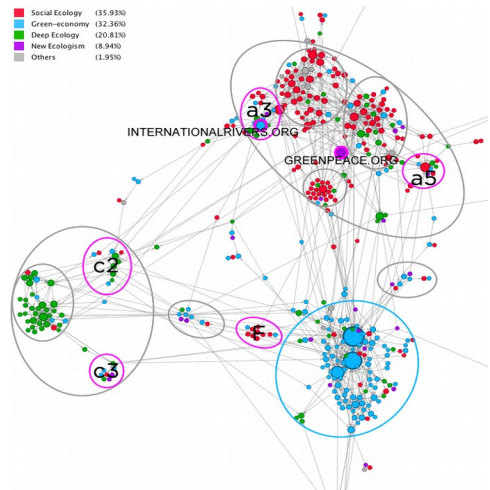 Social Ecology (35.93%)
Green-economy (32.36%)
Deep Ecology (20.81%)
New Ecologism (8.94%)
Others (1.95%)
a3
INTERNATIONALRIVERS.ORG
GREENPEACE.ORG
a5
c2
F
c3